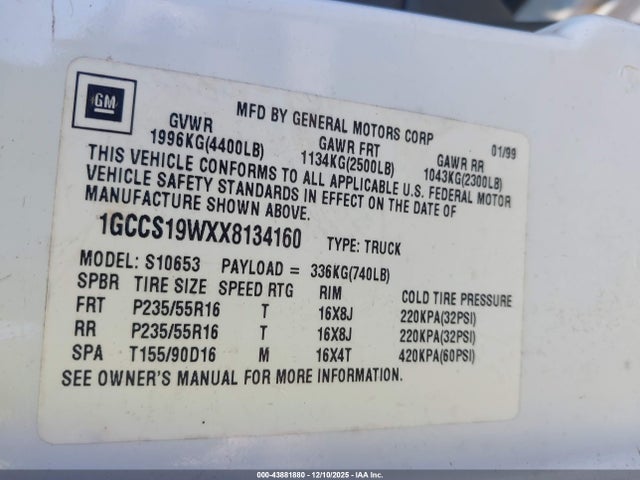 GM
MFD BY GENERAL MOTORS CORP
01/99
GVWR GAWR FRT GAWR RR
1996KG(4400LB) 1134KG(2500LB) 1043KG(2300LB)
THIS VEHICLE CONFORMS TO ALL APPLICABLE U.S. FEDERAL MOTOR
VEHICLE SAFETY STANDARDS IN EFFECT ON THE DATE OF
MANUFACTURE SHOWN ABOVE.
1GCCS19WXX8134160 TYPE: TRUCK
MODEL: S10653 PAYLOAD = 336KG(740LB)
SPBR TIRE SIZE SPEED RTG RIM COLD TIRE PRESSURE
FRT P235/55R16 T 16X8J 220KPA(32PSI)
RR P235/55R16 T 16X8J 220KPA(32PSI)
SPA T155/90D16 M 16X4T 420KPA(60PSI)
SEE OWNER'S MANUAL FOR MORE INFORMATION.
000-43881880 - 12/10/2025 - IAA Inc.